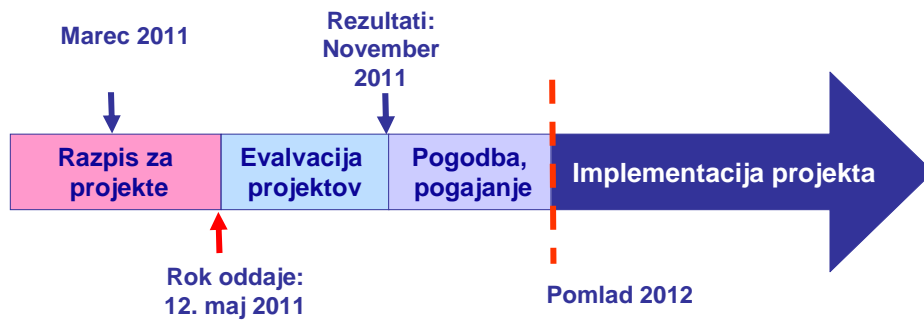 Marec 2011
Rezultati:
November
2011
Razpis za
projekte
Evalvacija
projektov
Pogodba,
pogajanje
Implementacija projekta
Rok oddaje:
12. maj 2011
Pomlad 2012